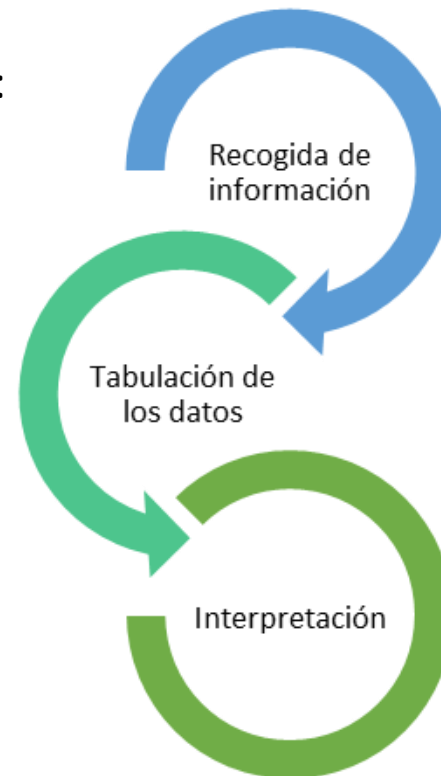 :
Recogida de
información
Tabulación de
los datos
Interpretación